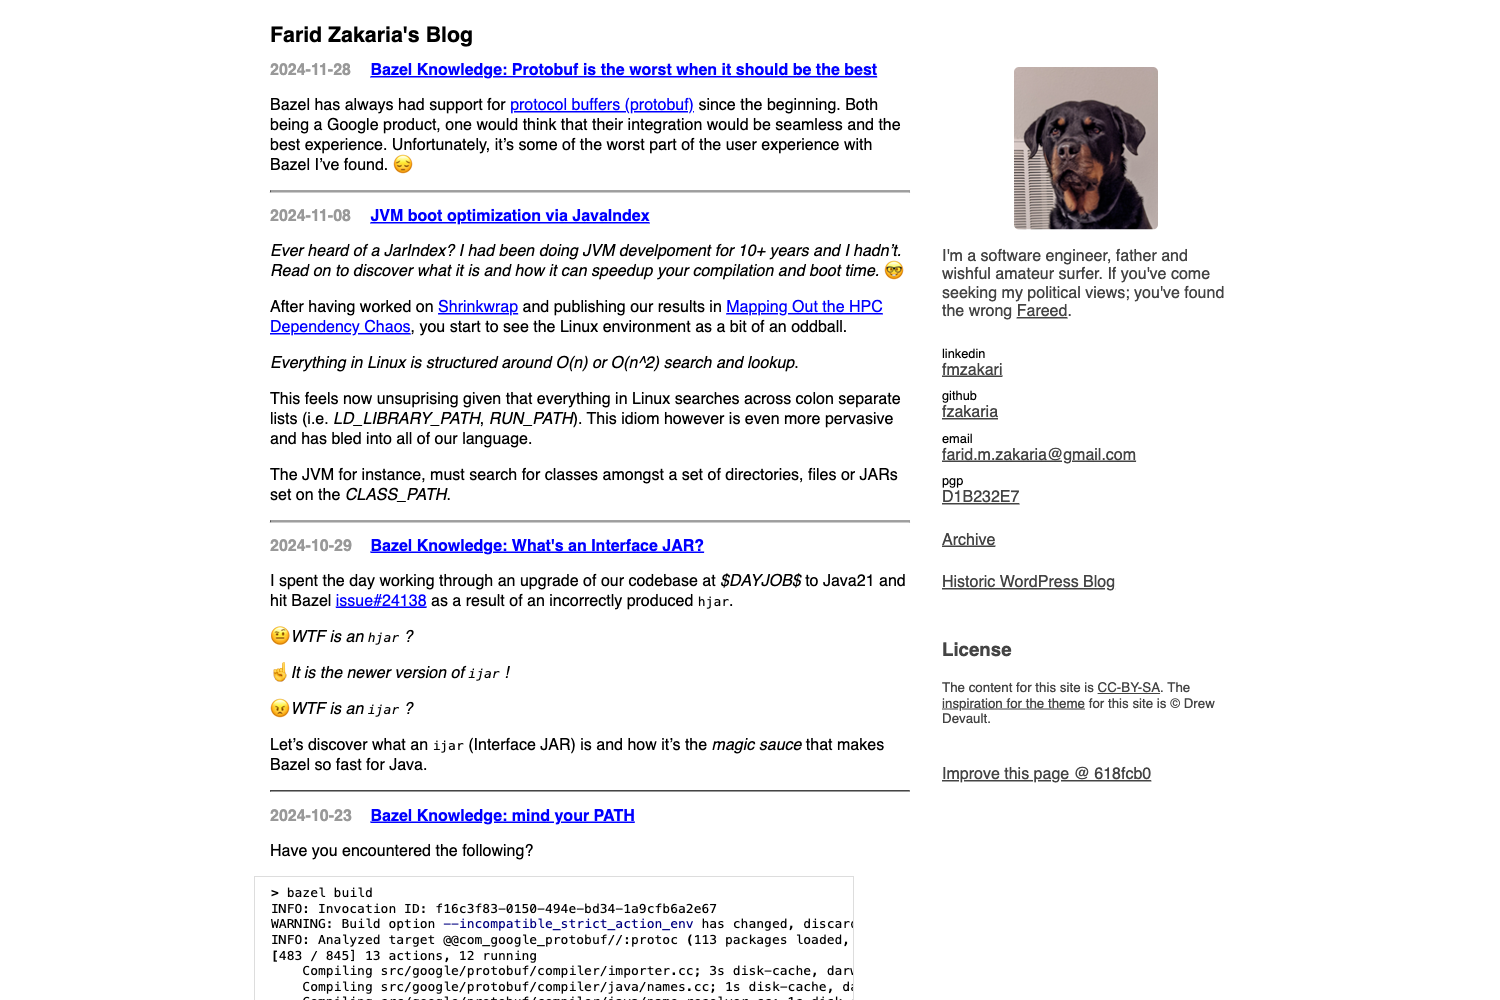 Farid Zakaria's Blog
2024-11-28 Bazel Knowledge: Protobuf is the worst when it should be the best
Bazel has always had support for protocol buffers (protobuf) since the beginning. Both
being a Google product, one would think that their integration would be seamless and the
best experience. Unfortunately, it’s some of the worst part of the user experience with
Bazel I’ve found. 😔
2024-11-08 JVM boot optimization via JavaIndex
Ever heard of a JarIndex? I had been doing JVM develpoment for 10+ years and I hadn’t.
Read on to discover what it is and how it can speedup your compilation and boot time. 🤓
After having worked on Shrinkwrap and publishing our results in Mapping Out the HPC
Dependency Chaos, you start to see the Linux environment as a bit of an oddball.
Everything in Linux is structured around O(n) or O(n^2) search and lookup.
This feels now unsuprising given that everything in Linux searches across colon separate
lists (i.e. LD_LIBRARY_PATH, RUN_PATH). This idiom however is even more pervasive
and has bled into all of our language.
The JVM for instance, must search for classes amongst a set of directories, files or JARs
set on the CLASS_PATH.
2024-10-29 Bazel Knowledge: What's an Interface JAR?
I spent the day working through an upgrade of our codebase at $DAYJOB$ to Java21 and
hit Bazel issue#24138 as a result of an incorrectly produced hjar.
🤨WTF is an hjar ?
☝️It is the newer version of ijar !
😠WTF is an ijar ?
Let’s discover what an ijar (Interface JAR) is and how it’s the magic sauce that makes
Bazel so fast for Java.
2024-10-23 Bazel Knowledge: mind your PATH
Have you encountered the following?
> bazel build
INFO: Invocation ID: f16c3f83-0150-494e-bd34-1a9cfb6a2e67
WARNING: Build option --incompatible_strict_action_env has changed, discar
INFO: Analyzed target @@com_google_protobuf//:protoc (113 packages loaded,
[483 / 845] 13 actions, 12 running
Compiling src/google/protobuf/compiler/importer.cc; 3s disk-cache, dar
Compiling src/google/protobuf/compiler/java/names.cc; 1s disk-cache, d
I'm a software engineer, father and
wishful amateur surfer. If you've come
seeking my political views; you've found
the wrong Fareed.
linkedin
fmzakari
github
fzakaria
email
farid.m.zakaria@gmail.com
pgp
D1B232E7
Archive
Historic WordPress Blog
License
The content for this site is CC-BY-SA. The
inspiration for the theme for this site is © Drew
Devault.
Improve this page @ 618fcb0